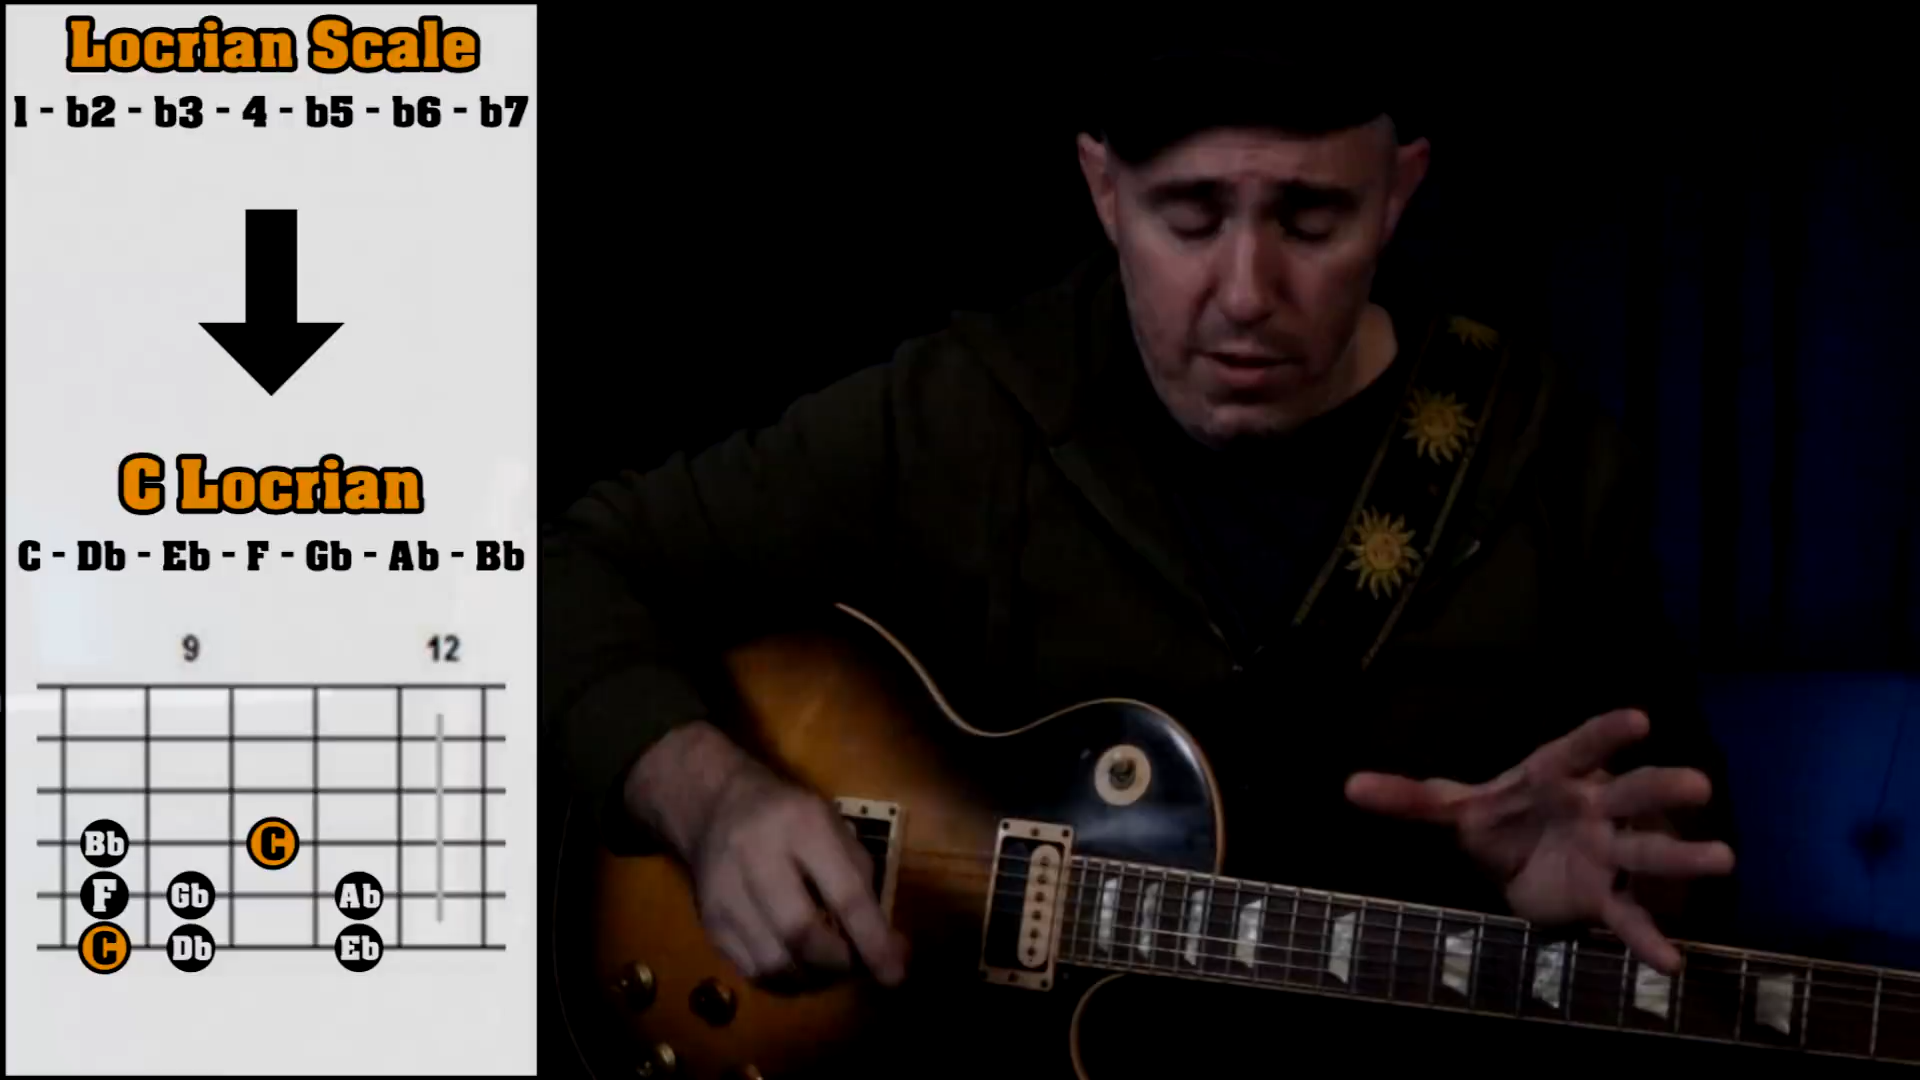 Locrian Scale
1 - b2 - b3 - 4 - b5 - b6 - b7
C Locrian
C - Db - Eb - F - Gb - Ab - Bb
9 12
Bb C
F Gb Ab
C Db Eb